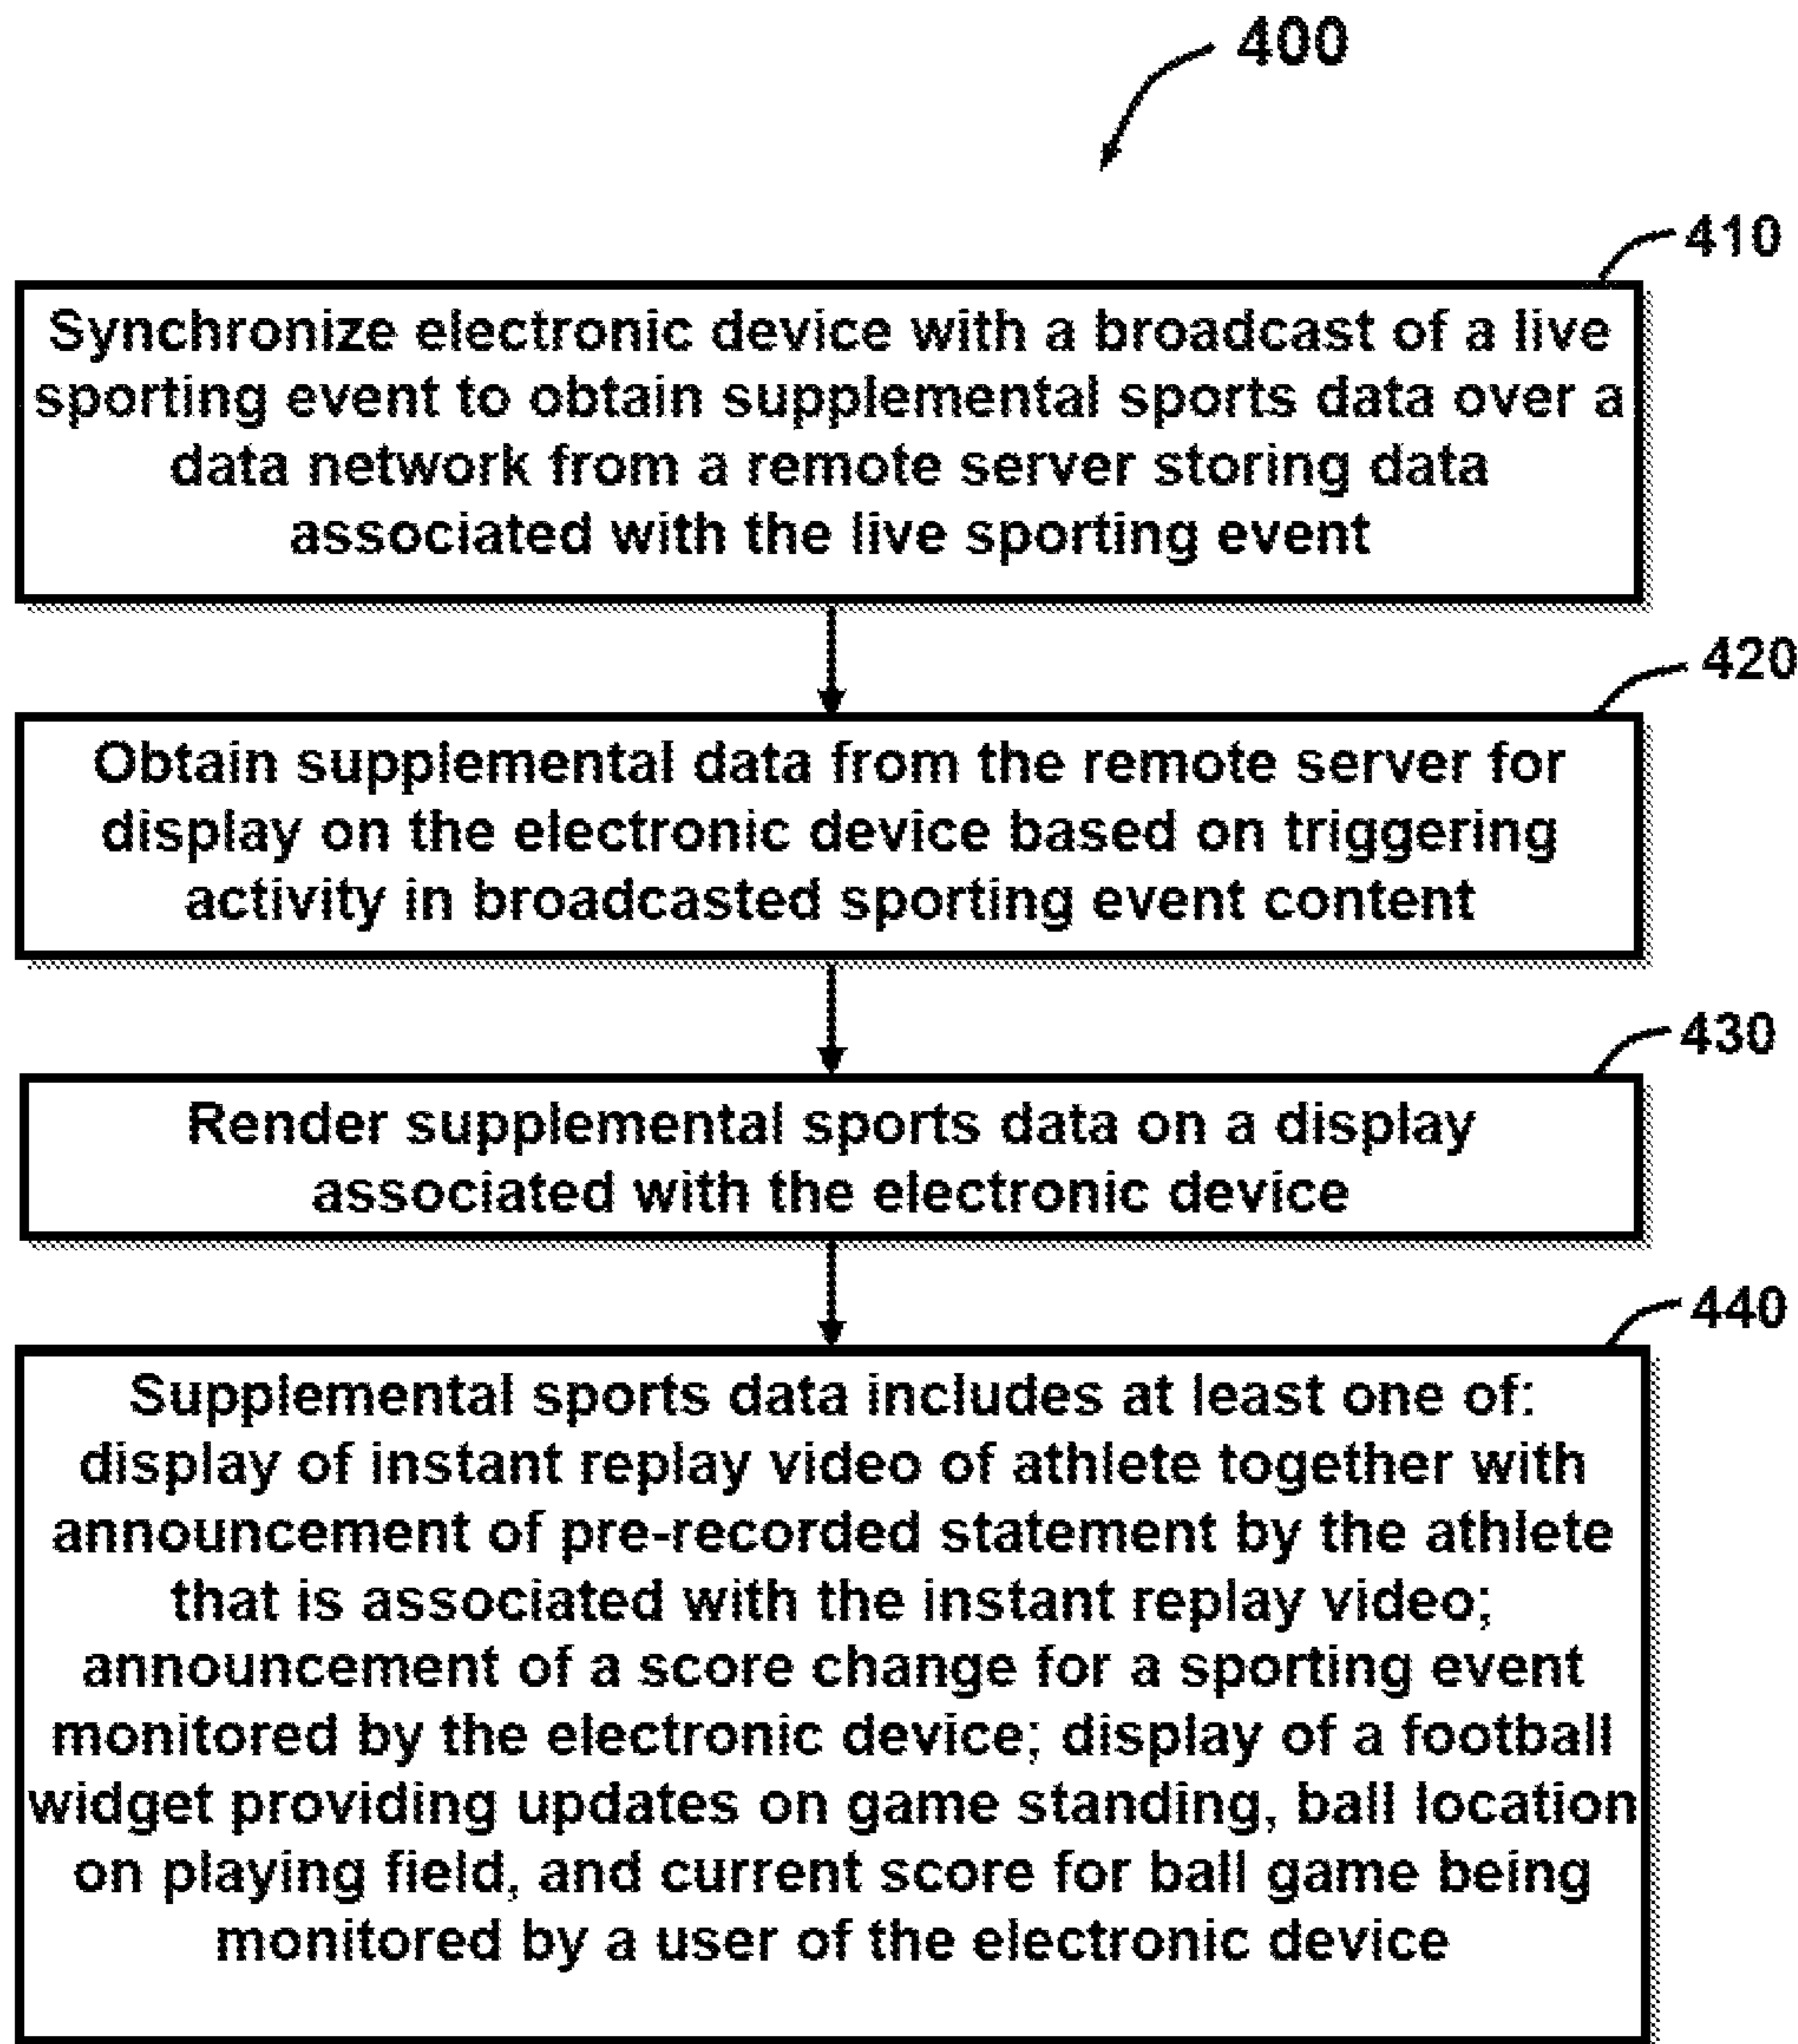 400
410
Synchronize electronic device with a broadcast of a live
sporting event to obtain supplemental sports data over a
data network from a remote server storing data
associated with the live sporting event
420
Obtain supplemental data from the remote server for
display on the electronic device based on triggering
activity in broadcasted sporting event content
430
Render supplemental sports data on a display
associated with the electronic device
440
Supplemental sports data includes at least one of:
display of instant replay video of athlete together with
announcement of pre-recorded statement by the athlete
that is associated with the instant replay video;
announcement of a score change for a sporting event
monitored by the electronic device; display of a football
widget providing updates on game standing, ball location
on playing field, and current score for ball game being
monitored by a user of the electronic device